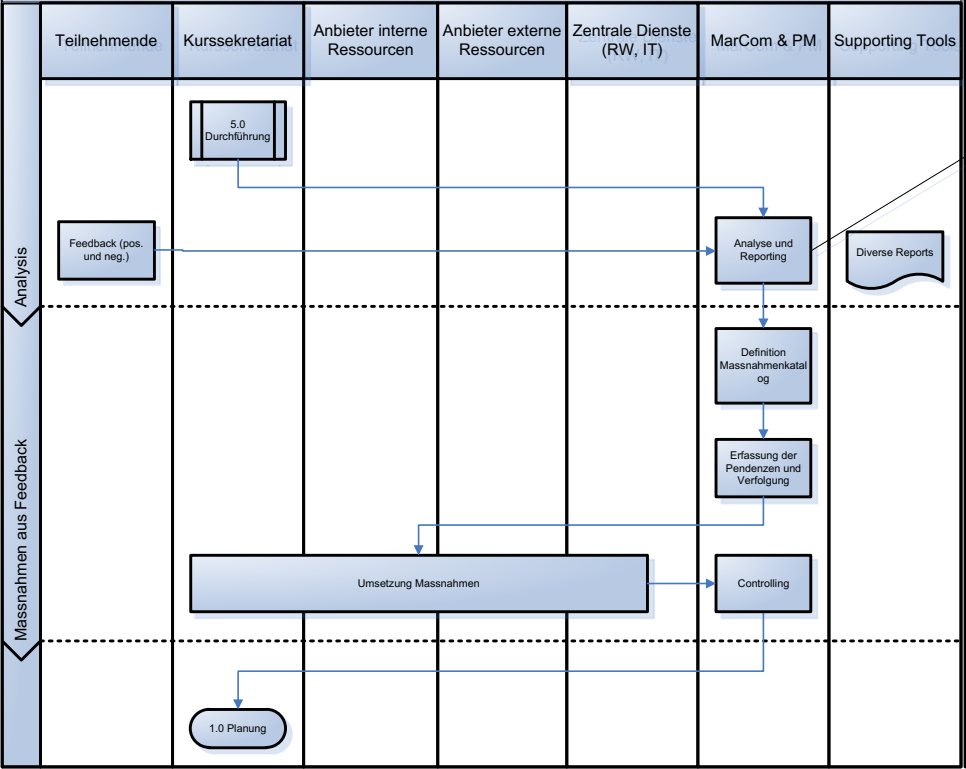 Teilnehmende
Kurssekretariat
Anbieter interne
Ressourcen
Anbieter externe
Ressourcen
Zentrale Dienste
(RW, IT)
MarCom & PM
Supporting Tools
Analysis
5.0
Durchführung
Feedback (pos.
und neg.)
Analyse und
Reporting
Diverse Reports
Massnahmen aus Feedback
Definition
Massnahmenkatal
og
Erfassung der
Pendenzen und
Verfolgung
Umsetzung Massnahmen
Controlling
1.0 Planung